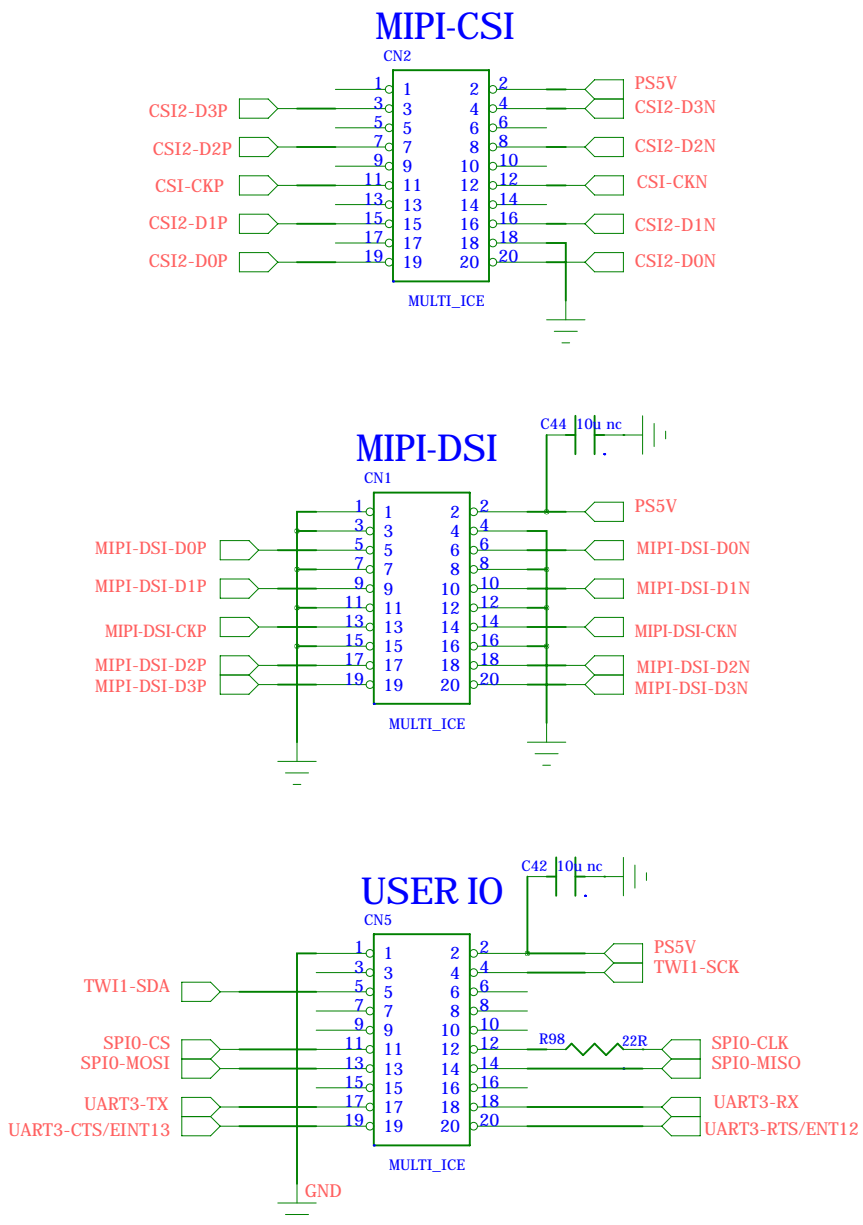 MIPI-CSI
CN2
1 1 2 2 PS5V
CSI2-D3P 3 3 4 4 CSI2-D3N
5 5 6 6
CSI2-D2P 7 7 8 8 CSI2-D2N
9 9 10 10
CSI-CKP 11 11 12 12 CSI-CKN
13 13 14 14
CSI2-D1P 15 15 16 16 CSI2-D1N
17 17 18 18
CSI2-D0P 19 19 20 20 CSI2-D0N
MULTI_ICE
C44 10u nc
MIPI-DSI
CN1
1 1 2 2 PS5V
3 3 4 4
MIPI-DSI-D0P 5 5 6 6 MIPI-DSI-D0N
7 7 8 8
MIPI-DSI-D1P 9 9 10 10 MIPI-DSI-D1N
11 11 12 12
MIPI-DSI-CKP 13 13 14 14 MIPI-DSI-CKN
15 15 16 16
MIPI-DSI-D2P 17 17 18 18 MIPI-DSI-D2N
MIPI-DSI-D3P 19 19 20 20 MIPI-DSI-D3N
MULTI_ICE
C42 10u nc
USER IO
CN5
1 1 2 2 PS5V
3 3 4 4 TWI1-SCK
TWI1-SDA 5 5 6 6
7 7 8 8
9 9 10 10
SPI0-CS 11 11 12 12 R98 22R SPI0-CLK
SPI0-MOSI 13 13 14 14 SPI0-MISO
15 15 16 16
UART3-TX 17 17 18 18 UART3-RX
UART3-CTS/EINT13 19 19 20 20 UART3-RTS/ENT12
MULTI_ICE
GND